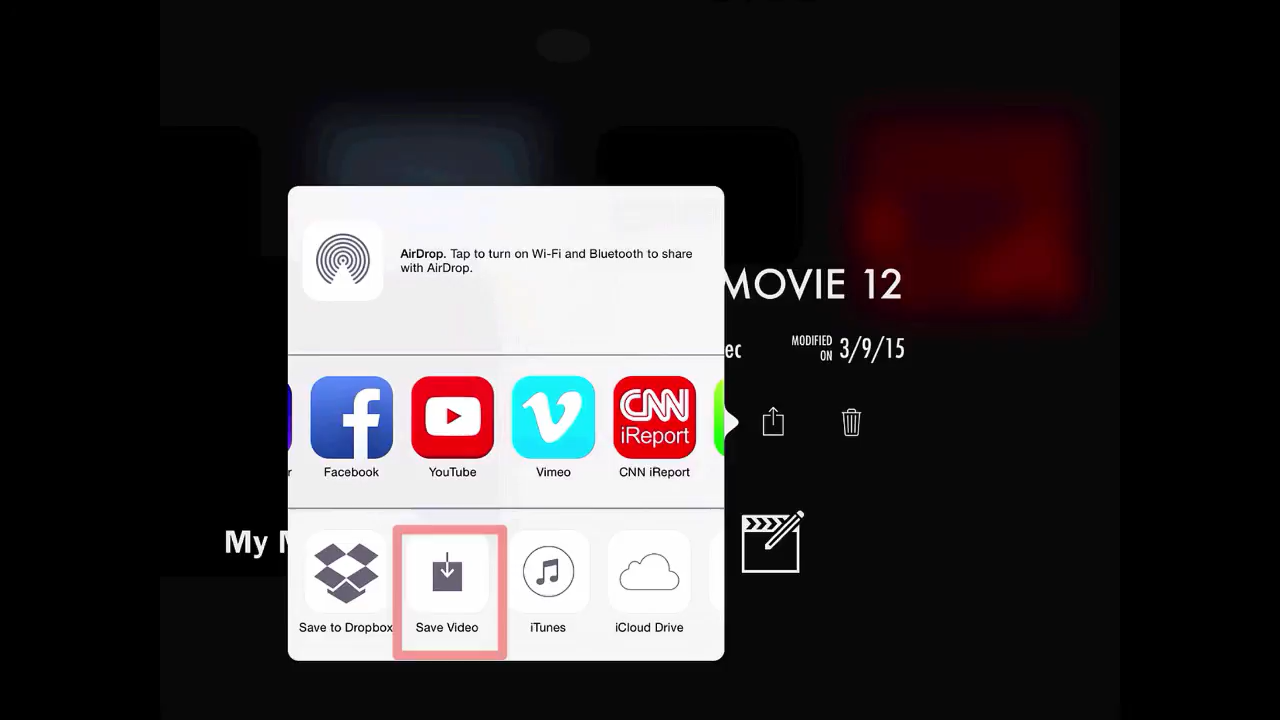 AirDrop. Tap to turn on Wi-Fi and Bluetooth to share
with AirDrop.
MOVIE 12
ec
MODIFIED
ON 3/9/15
CNN
iReport
r
Facebook
YouTube
Vimeo
CNN iReport
My M
Save to Dropbox
Save Video
iTunes
iCloud Drive